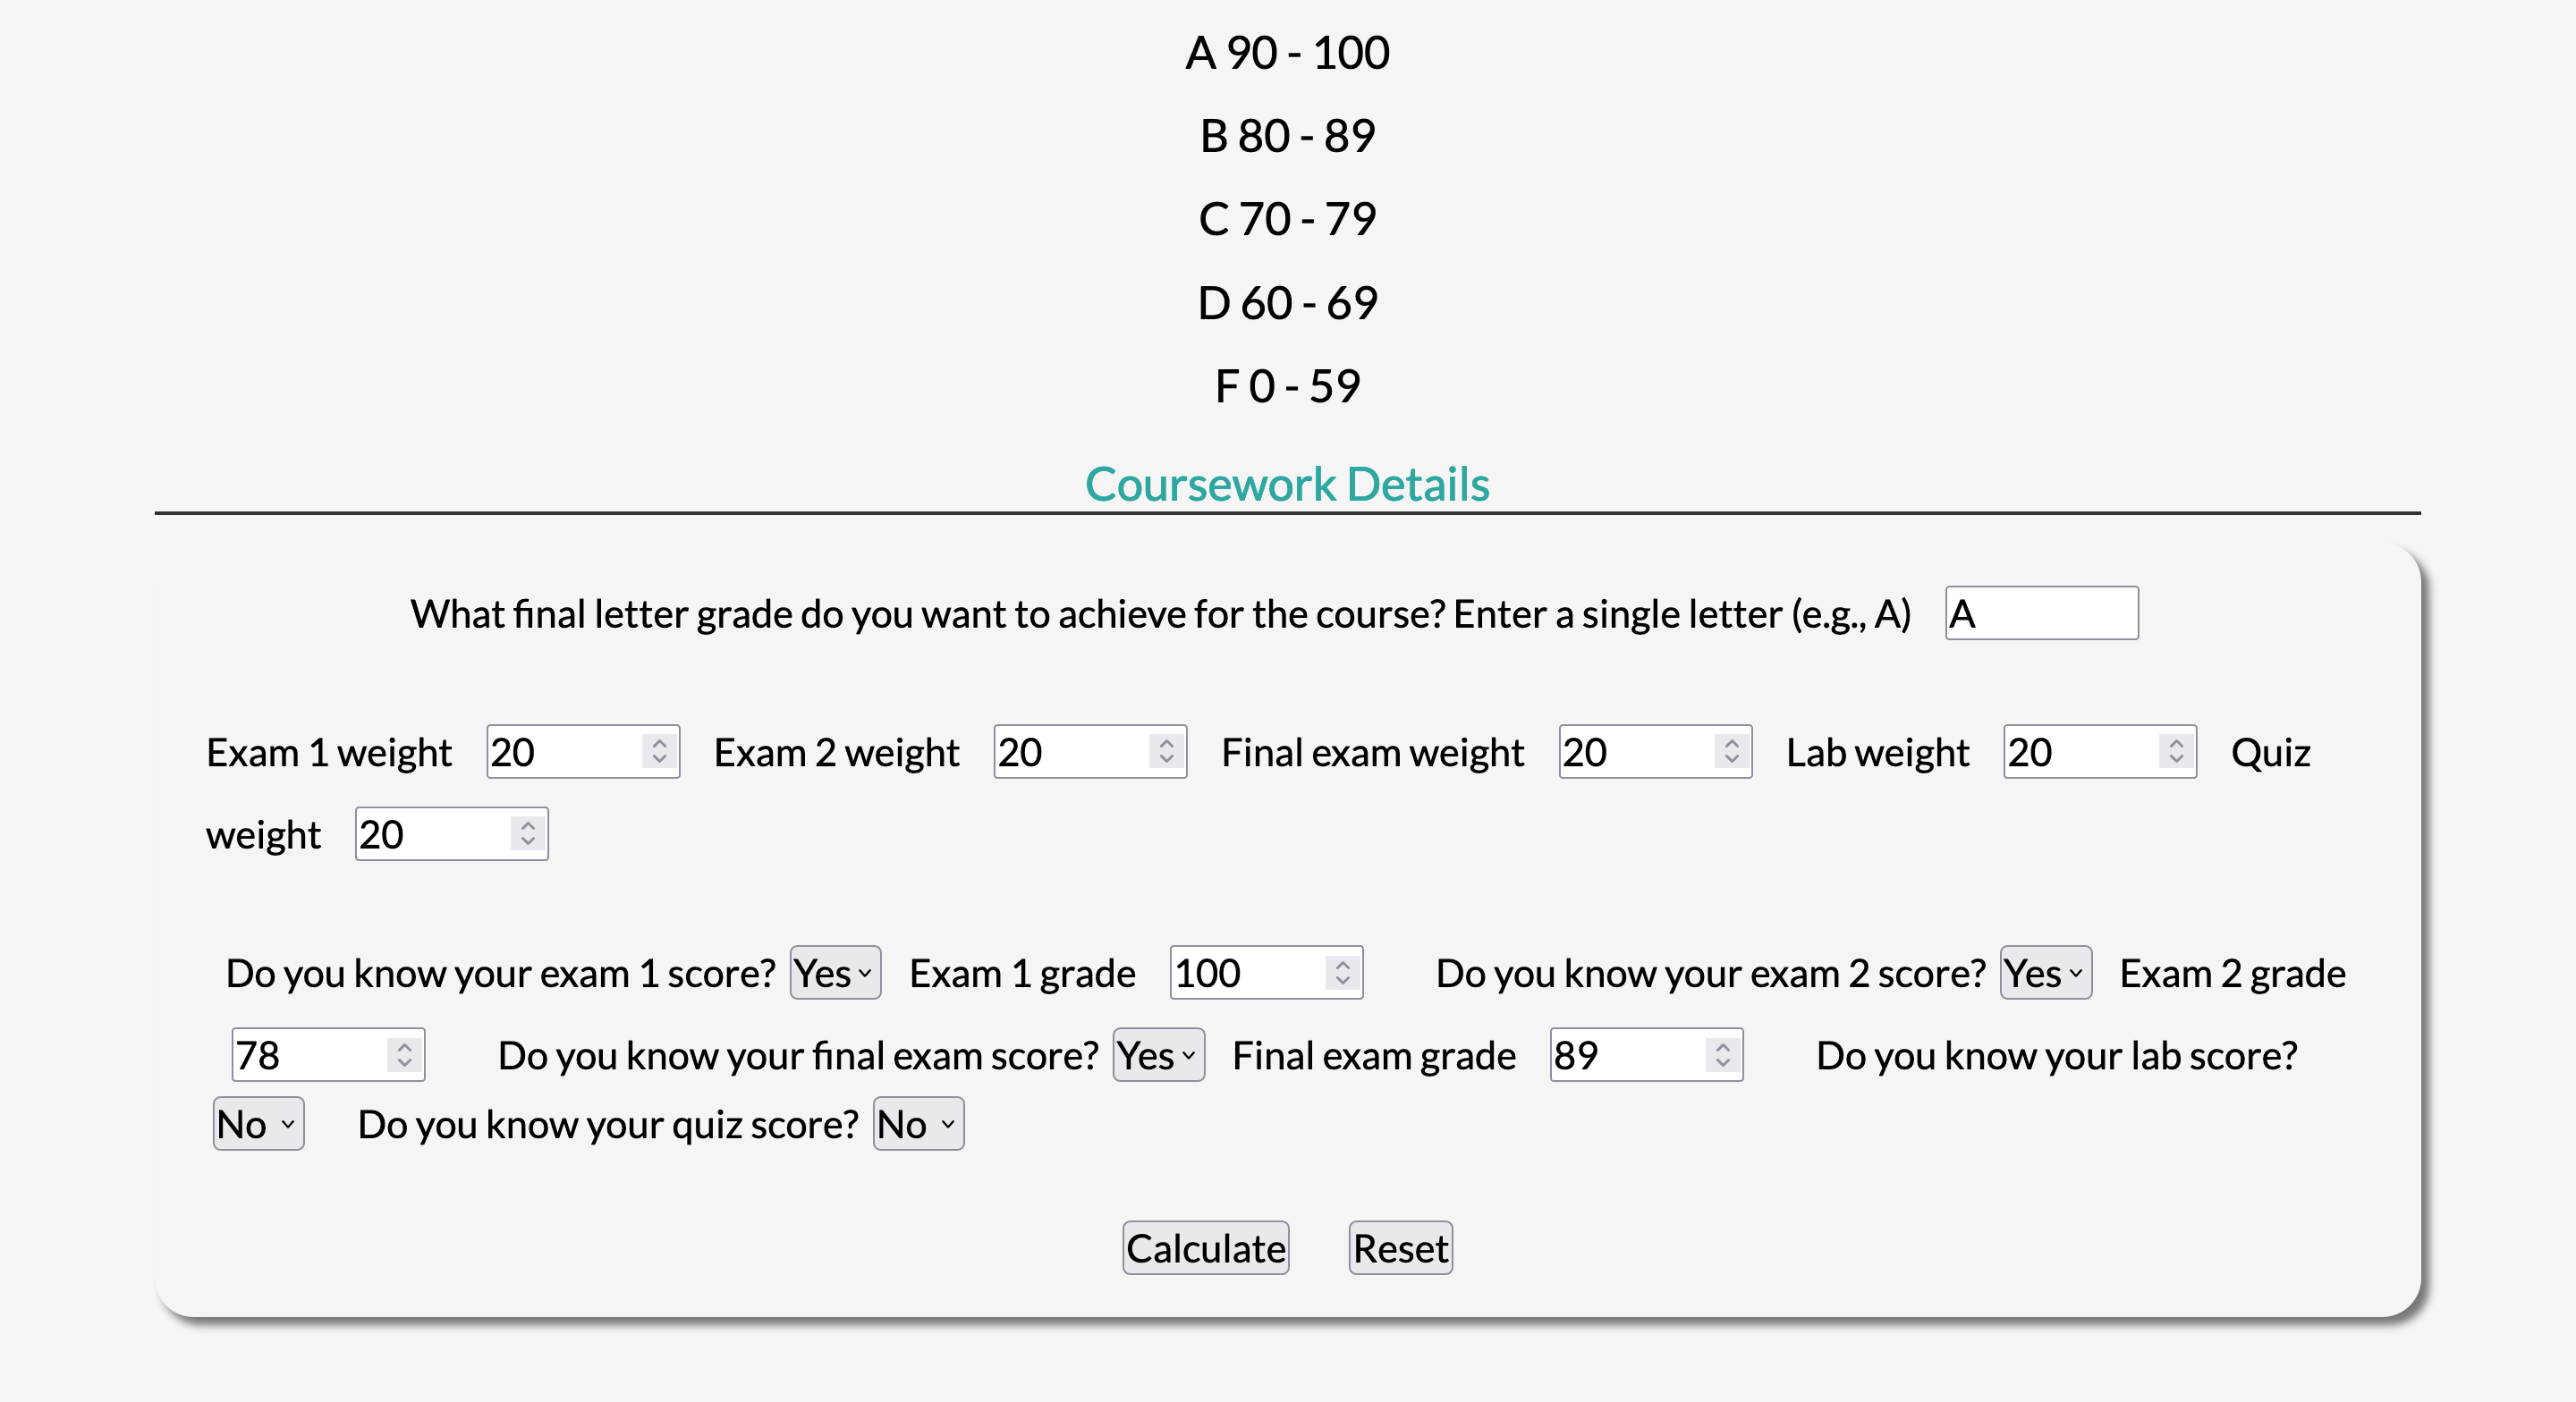 A 90 - 100
B 80 - 89
C 70 - 79
D 60 - 69
F 0 - 59
Coursework Details
What final letter grade do you want to achieve for the course? Enter a single letter (e.g., A) A
Exam 1 weight 20 Exam 2 weight 20 Final exam weight 20 Lab weight 20 Quiz
weight 20
Do you know your exam 1 score? Yes Exam 1 grade 100 Do you know your exam 2 score? Yes Exam 2 grade
78 Do you know your final exam score? Yes Final exam grade 89 Do you know your lab score?
No Do you know your quiz score? No
Calculate Reset